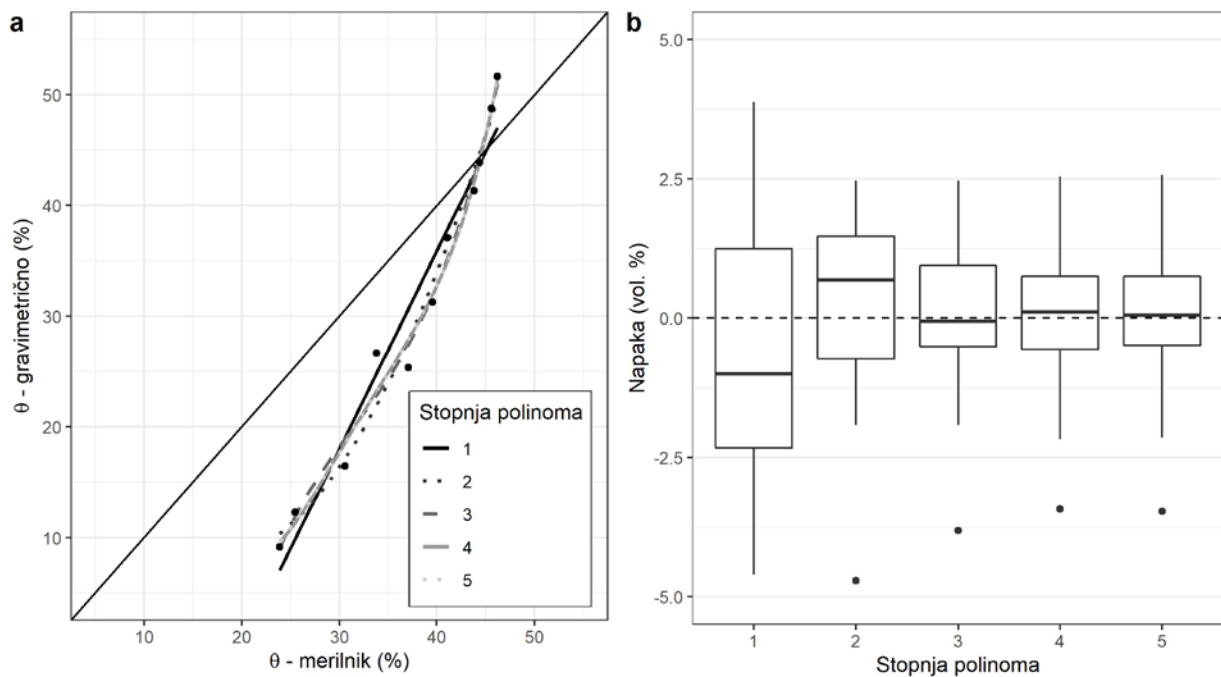 a
50
40
30
20
10
θ - gravimetrično (%)
Stopnja polinoma
1
2
3
4
5
10 20 30 40 50
θ - merilnik (%)
b
5.0
2.5
0.0
-2.5
-5.0
Napaka (vol. %)
1 2 3 4 5
Stopnja polinoma